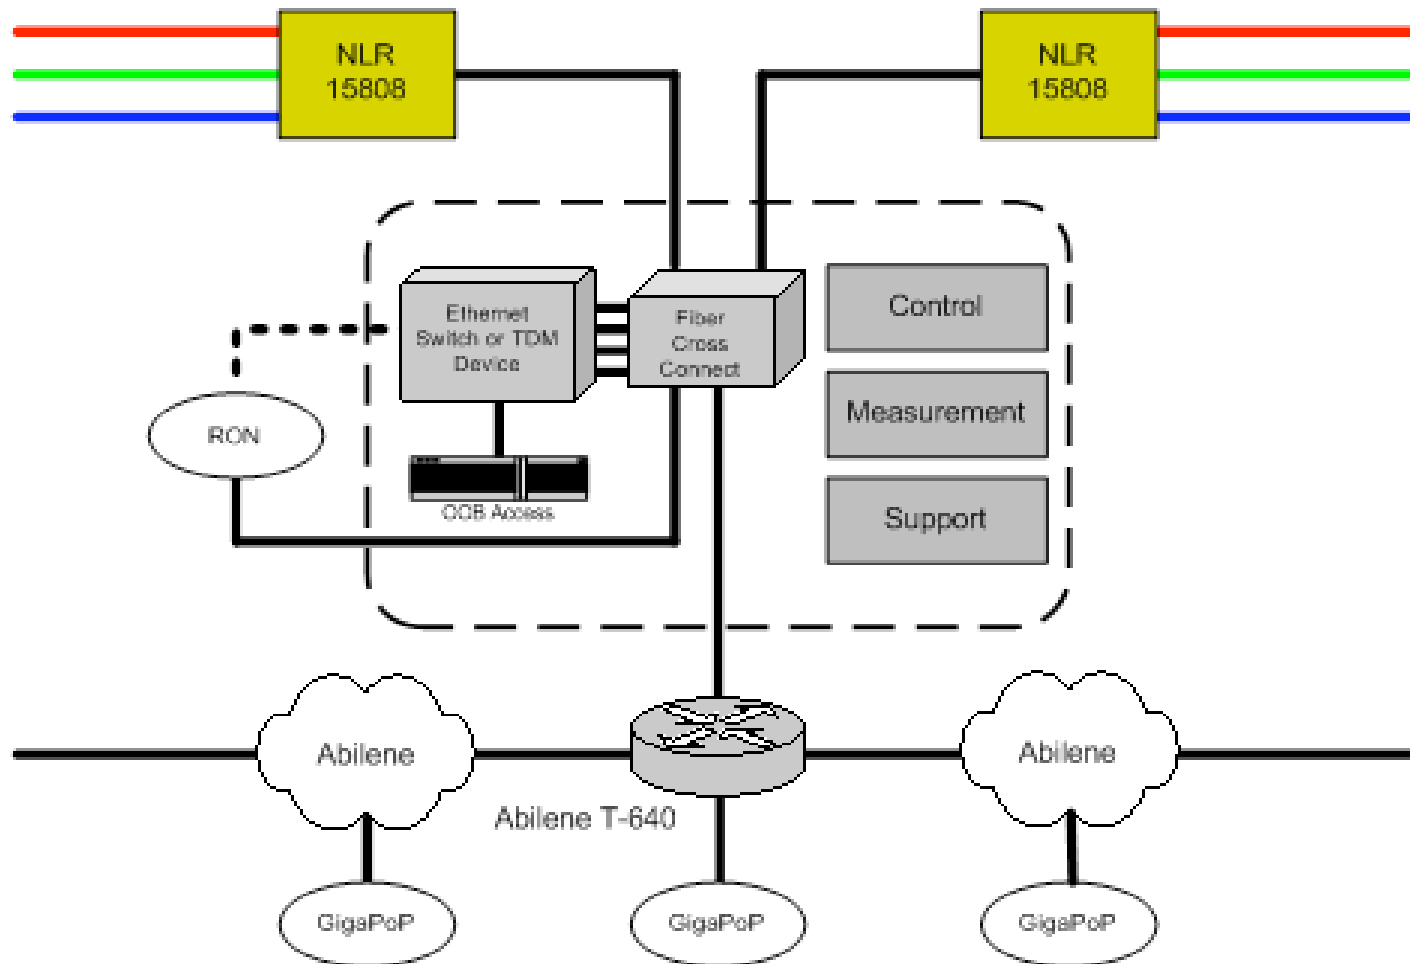 NLR
15808
NLR
15808
Ethernet
Switch or TDM
Device
Fiber
Cross
Connect
Control
Measurement
Support
RON
OOB Access
Abilene
Abilene
Abilene T-640
GigaPoP
GigaPoP
GigaPoP